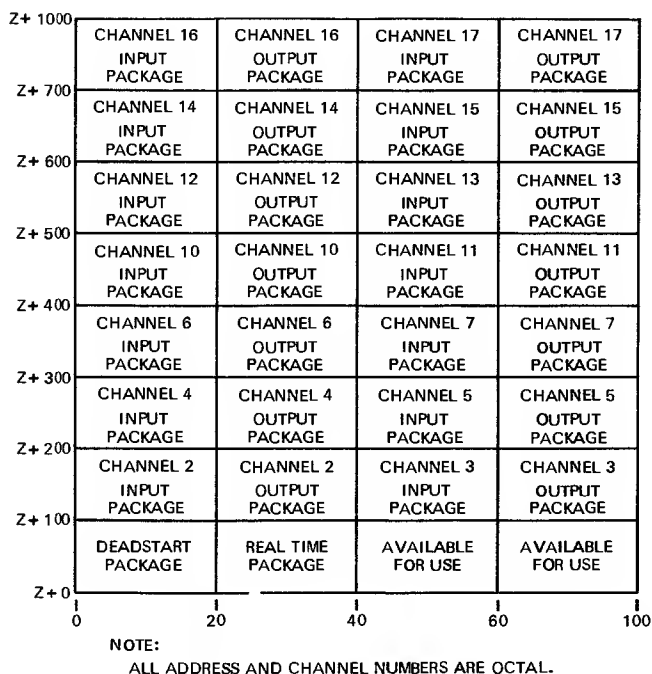 Z+ 1000
CHANNEL 16 CHANNEL 16 CHANNEL 17 CHANNEL 17
INPUT OUTPUT INPUT OUTPUT
PACKAGE PACKAGE PACKAGE PACKAGE
Z+ 700
CHANNEL 14 CHANNEL 14 CHANNEL 15 CHANNEL 15
INPUT OUTPUT INPUT OUTPUT
PACKAGE PACKAGE PACKAGE PACKAGE
Z+ 600
CHANNEL 12 CHANNEL 12 CHANNEL 13 CHANNEL 13
INPUT OUTPUT INPUT OUTPUT
PACKAGE PACKAGE PACKAGE PACKAGE
Z+ 500
CHANNEL 10 CHANNEL 10 CHANNEL 11 CHANNEL 11
INPUT OUTPUT INPUT OUTPUT
PACKAGE PACKAGE PACKAGE PACKAGE
Z+ 400
CHANNEL 6 CHANNEL 6 CHANNEL 7 CHANNEL 7
INPUT OUTPUT INPUT OUTPUT
PACKAGE PACKAGE PACKAGE PACKAGE
Z+ 300
CHANNEL 4 CHANNEL 4 CHANNEL 5 CHANNEL 5
INPUT OUTPUT INPUT OUTPUT
PACKAGE PACKAGE PACKAGE PACKAGE
Z+ 200
CHANNEL 2 CHANNEL 2 CHANNEL 3 CHANNEL 3
INPUT OUTPUT INPUT OUTPUT
PACKAGE PACKAGE PACKAGE PACKAGE
Z+ 100
DEADSTART REAL TIME AVAILABLE AVAILABLE
PACKAGE PACKAGE FOR USE FOR USE
Z+ 0
0 20 40 60 100
NOTE:
ALL ADDRESS AND CHANNEL NUMBERS ARE OCTAL.